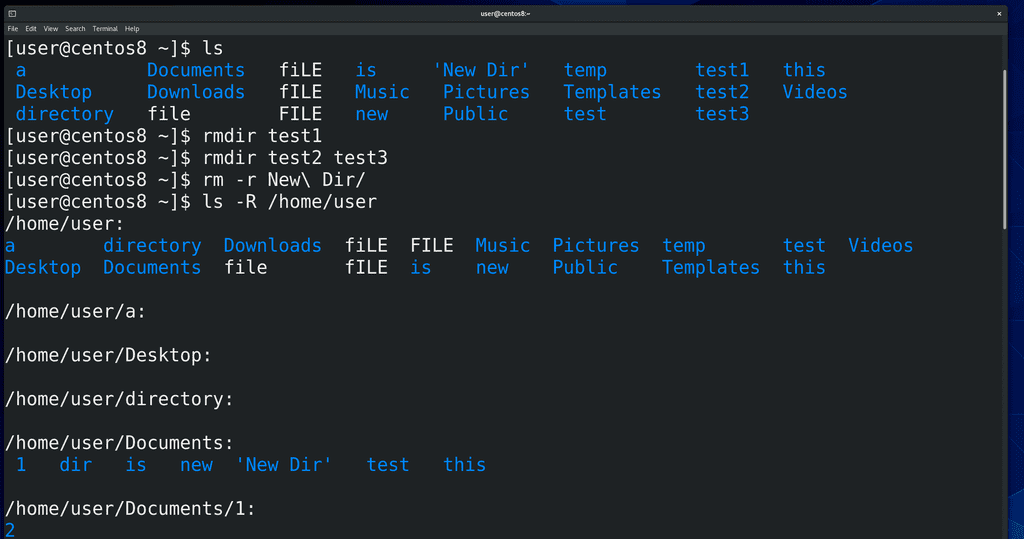 user@centos8:~
File Edit View Search Terminal Help
[user@centos8 ~]$ ls
a Documents fiLE is 'New Dir' temp test1 this
Desktop Downloads fILE Music Pictures Templates test2 Videos
directory file FILE new Public test test3
[user@centos8 ~]$ rmdir test1
[user@centos8 ~]$ rmdir test2 test3
[user@centos8 ~]$ rm -r New\ Dir/
[user@centos8 ~]$ ls -R /home/user
/home/user:
a directory Downloads fiLE FILE Music Pictures temp test Videos
Desktop Documents file fILE is new Public Templates this
/home/user/a:
/home/user/Desktop:
/home/user/directory:
/home/user/Documents:
1 dir is new 'New Dir' test this
/home/user/Documents/1:
2